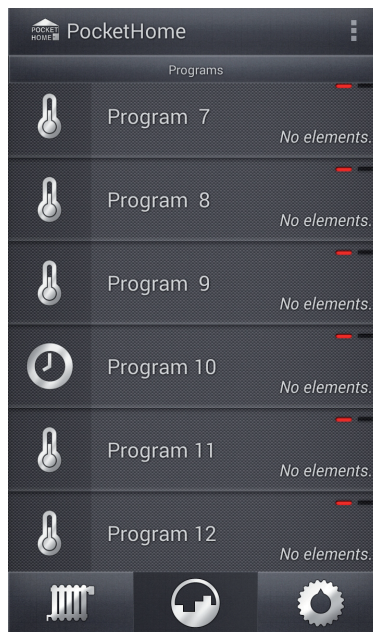 POCKET
HOME
PocketHome
Programs
Program 7
No elements.
Program 8
No elements.
Program 9
No elements.
Program 10
No elements.
Program 11
No elements.
Program 12
No elements.